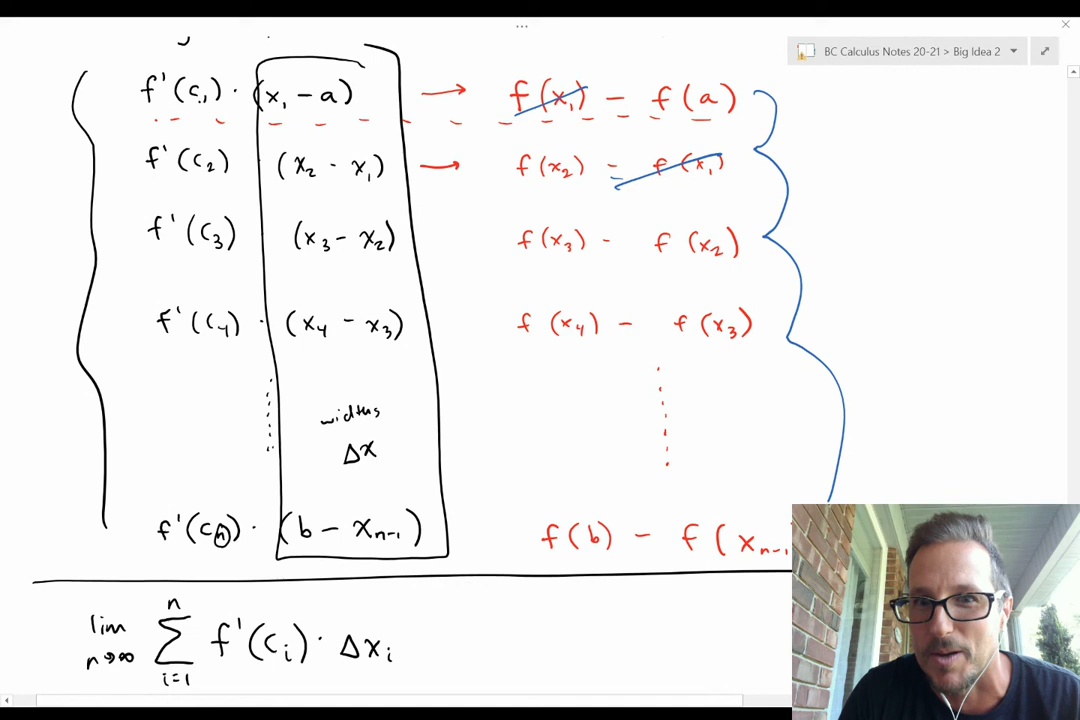 BC Calculus Notes 20-21 > Big Idea 2
f'(c₁) · (x₁ − a) → f(x₁) − f(a)
f'(c₂) (x₂ - x₁) → f(x₂) - f(x₁)
f'(c₃) (x₃ − x₂) f(x₃) - f(x₂)
f'(c₄) · (x₄ − x₃) f(x₄) − f(x₃)
widths
Δx
f'(cₙ) · (b − xₙ₋₁) f(b) − f(xₙ₋₁
lim n→∞ n Σ i=1 f'(cᵢ) · Δxᵢ